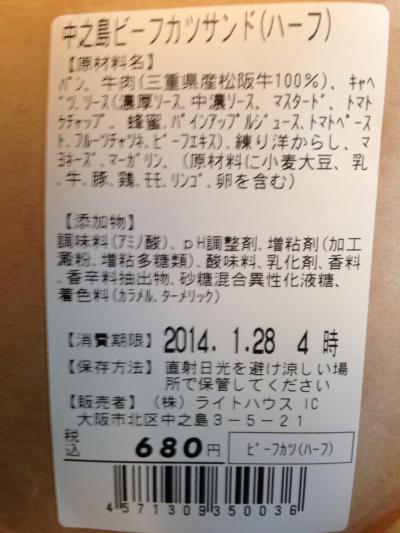 中之島ビーフカツサンド(ハーフ)
【原材料名】
パン、牛肉(三重県産松阪牛100%)、キャベ
ツ、ソース(濃厚ソース、中濃ソース、マスタード、トマト
ケチャップ、蜂蜜、パインアップルジュース、トマトペース
ト、フルーツチャツネ、ビーフエキス)、練り洋からし、マ
ヨネーズ、マーガリン、(原材料に小麦大豆、乳
、牛、豚、鶏、モモ、リンゴ、卵を含む)
【添加物】
調味料(アミノ酸)、pH調整剤、増粘剤(加工
澱粉、増粘多糖類)、酸味料、乳化剤、香料
、香辛料抽出物、砂糖混合異性化液糖、
着色料(カラメル、ターメリック)
【消費期限】2014. 1.28 4時
【保存方法】直射日光を避け涼しい場
所で保管してください
【販売者】(株)ライトハウス IC
大阪市北区中之島3-5-21
税込 680円 ビーフカツ(ハーフ)
4571309350036